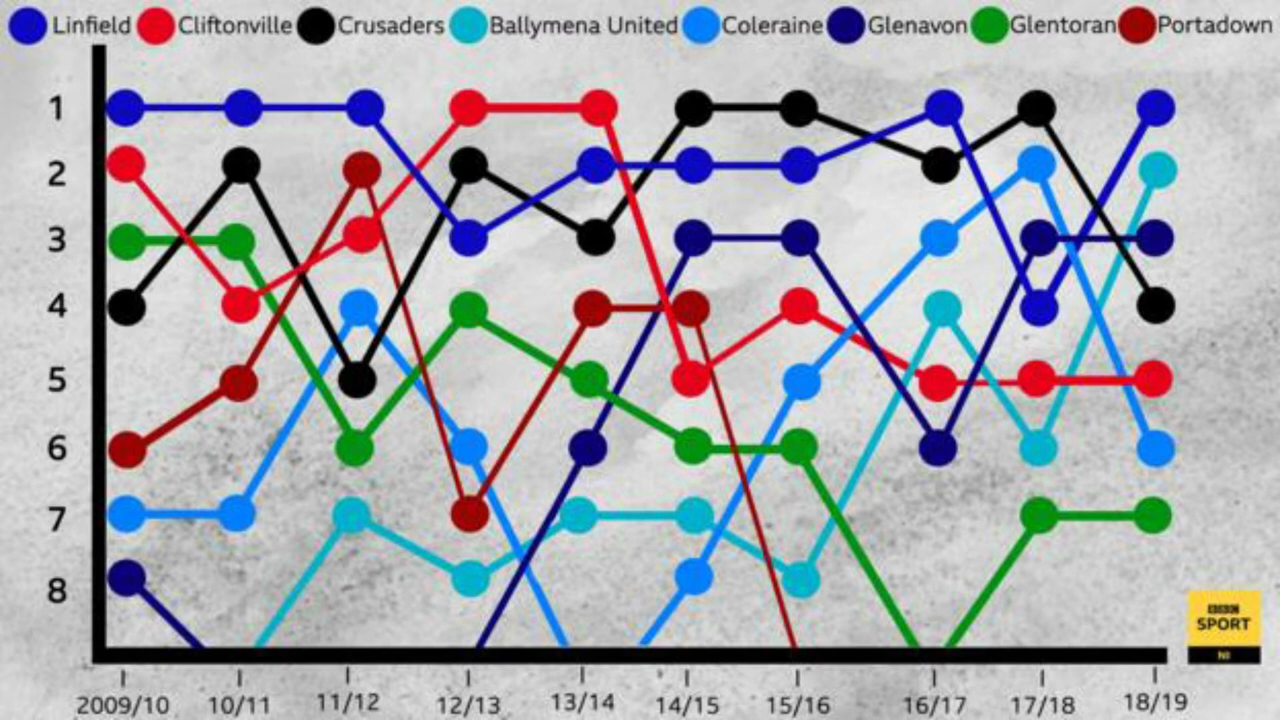 Linfield Cliftonville Crusaders Ballymena United Coleraine Glenavon Glentoran Portadown
1
2
3
4
5
6
7
8
BBC
SPORT
NI
2009/10 10/11 11/12 12/13 13/14 14/15 15/16 16/17 17/18 18/19